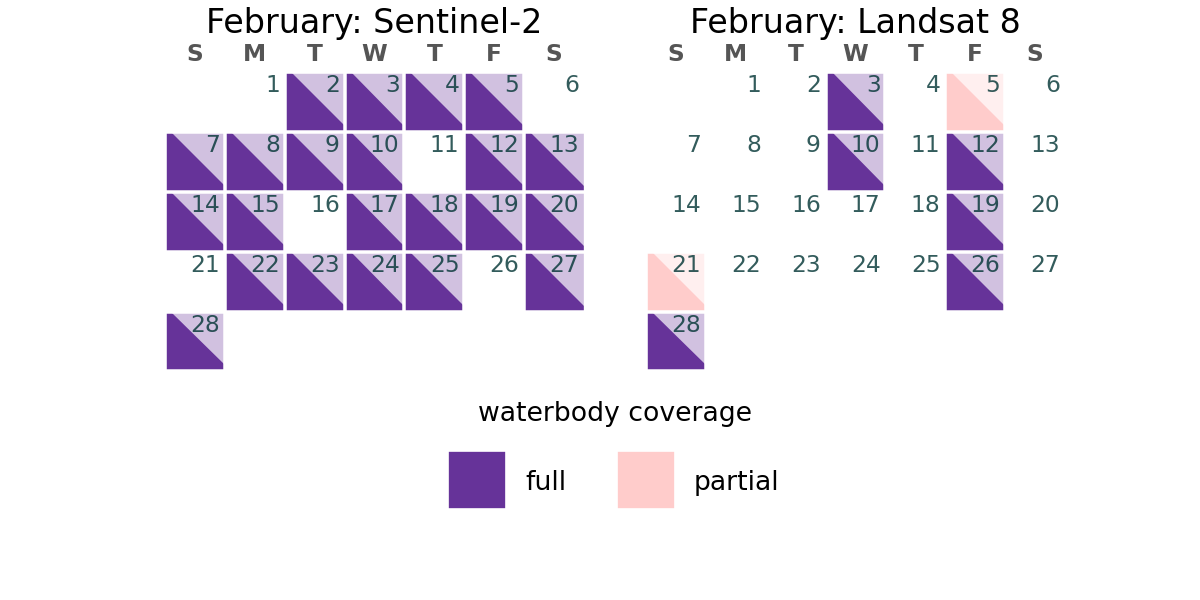 February: Sentinel-2
S M T W T F S
1 2 3 4 5 6
7 8 9 10 11 12 13
14 15 16 17 18 19 20
21 22 23 24 25 26 27
28
February: Landsat 8
S M T W T F S
1 2 3 4 5 6
7 8 9 10 11 12 13
14 15 16 17 18 19 20
21 22 23 24 25 26 27
28
waterbody coverage
full partial